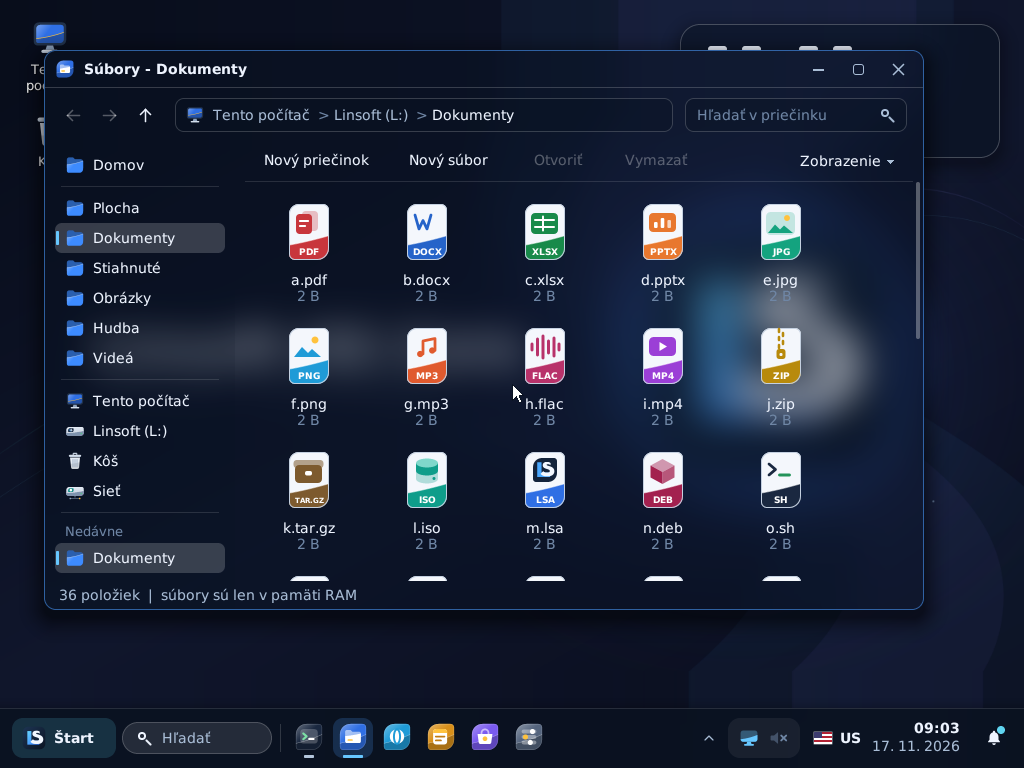 Súbory - Dokumenty
Tento počítač > Linsoft (L:) > Dokumenty
Hľadať v priečinku
Nový priečinok Nový súbor Otvoriť Vymazať Zobrazenie
Domov
Plocha
Dokumenty
Stiahnuté
Obrázky
Hudba
Videá
Tento počítač
Linsoft (L:)
Kôš
Sieť
Nedávne
Dokumenty
PDF DOCX XLSX PPTX JPG
a.pdf b.docx c.xlsx d.pptx e.jpg
2 B 2 B 2 B 2 B 2 B
PNG MP3 FLAC MP4 ZIP
f.png g.mp3 h.flac i.mp4 j.zip
2 B 2 B 2 B 2 B 2 B
TAR.GZ ISO LSA DEB SH
k.tar.gz l.iso m.lsa n.deb o.sh
2 B 2 B 2 B 2 B 2 B
36 položiek | súbory sú len v pamäti RAM
Štart
Hľadať
US
09:03
17. 11. 2026